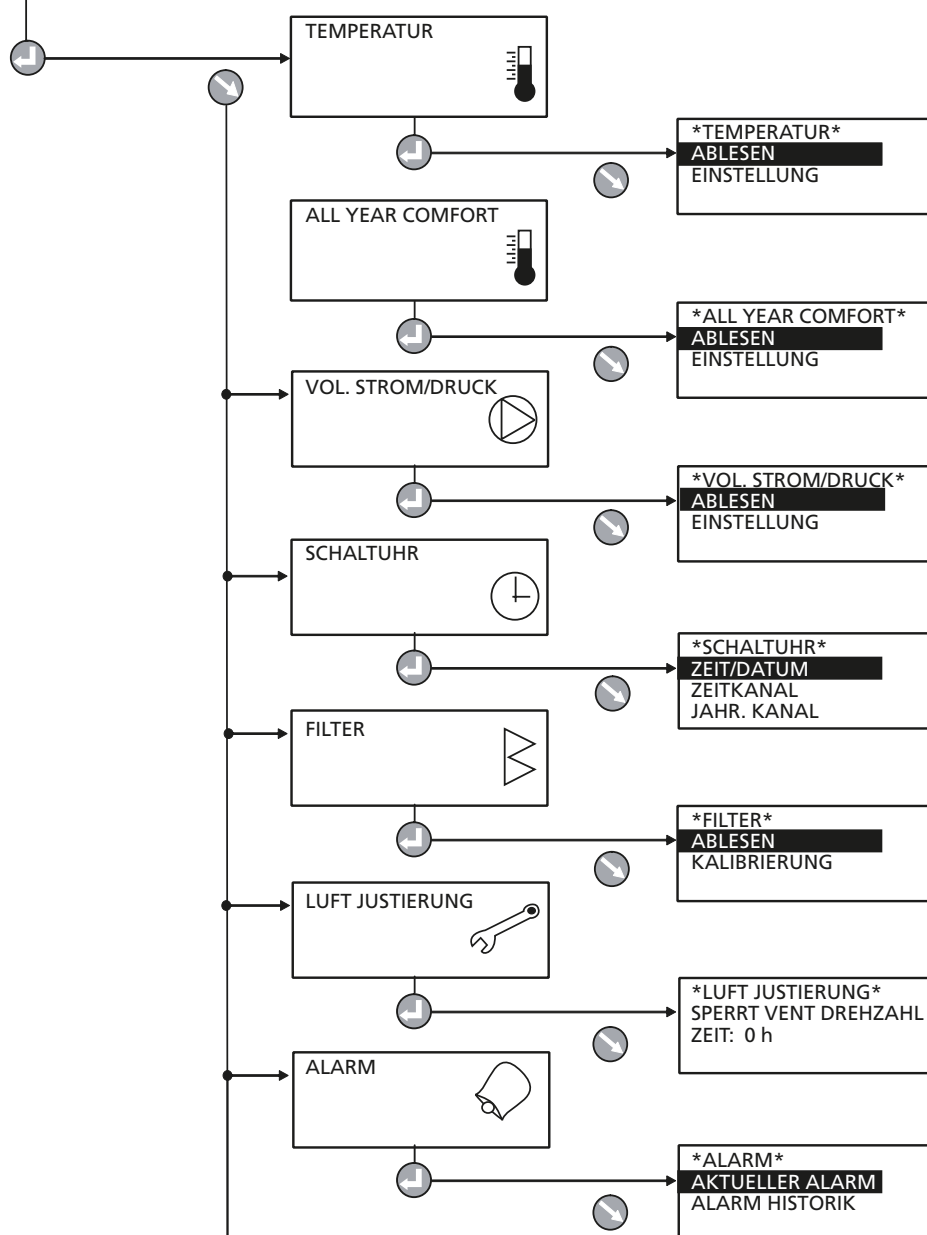 TEMPERATUR
*TEMPERATUR*
ABLESEN
EINSTELLUNG
ALL YEAR COMFORT
*ALL YEAR COMFORT*
ABLESEN
EINSTELLUNG
VOL. STROM/DRUCK
*VOL. STROM/DRUCK*
ABLESEN
EINSTELLUNG
SCHALTUHR
*SCHALTUHR*
ZEIT/DATUM
ZEITKANAL
JAHR. KANAL
FILTER
*FILTER*
ABLESEN
KALIBRIERUNG
LUFT JUSTIERUNG
*LUFT JUSTIERUNG*
SPERRT VENT DREHZAHL
ZEIT: 0 h
ALARM
*ALARM*
AKTUELLER ALARM
ALARM HISTORIK